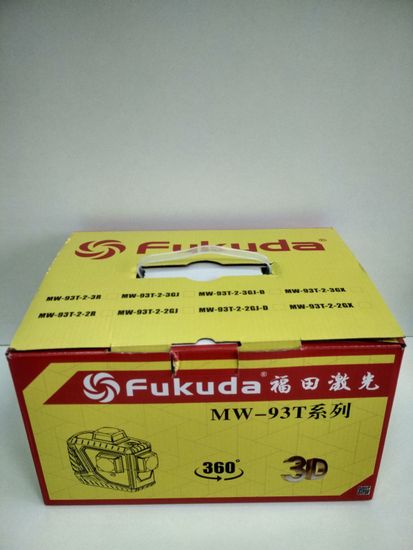 Fukuda®
MW-93T-2-3R MW-93T-2-3GJ MW-93T-2-3GJ-D MW-93T-2-3GX
MW-93T-2-2R MW-93T-2-2GJ MW-93T-2-2GJ-D MW-93T-2-2GX
Fukuda® 福田激光
MW-93T系列
360° 3D